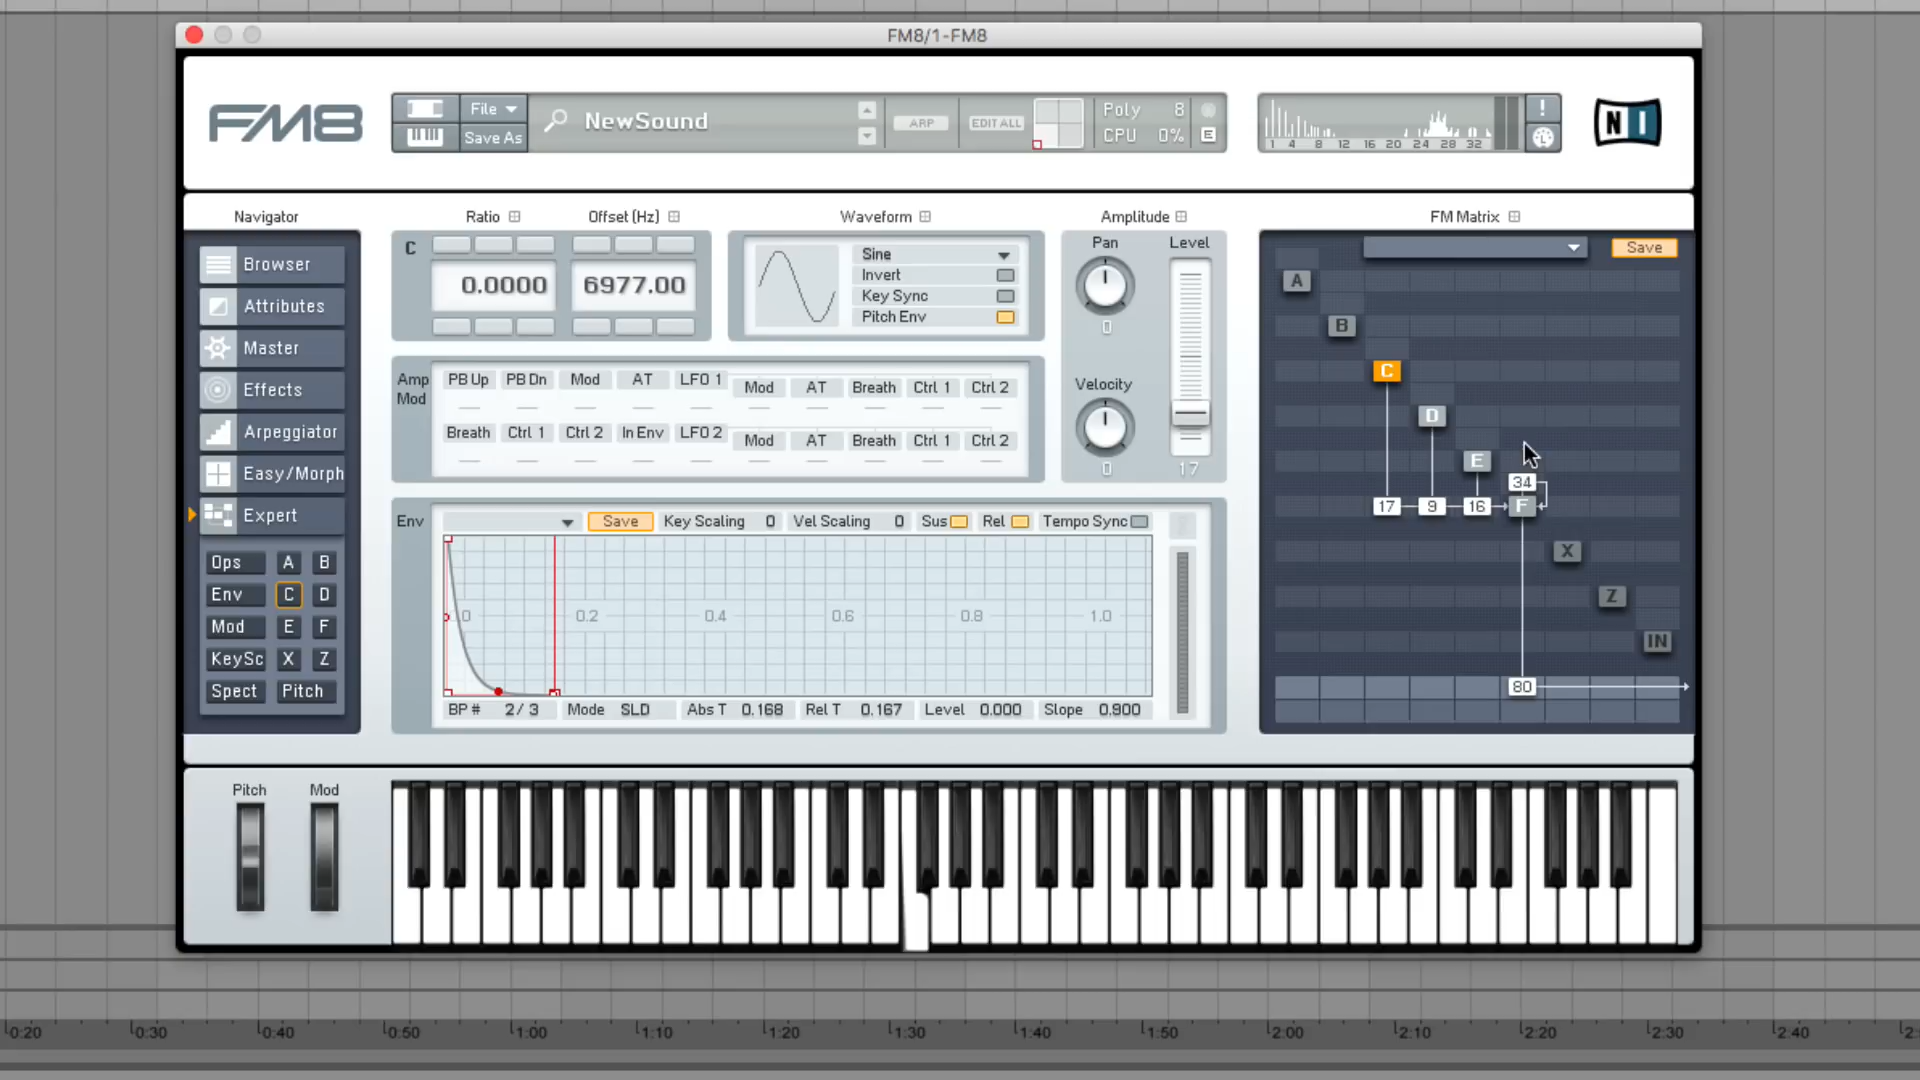 FM8/1-FM8
FM8
File
Save As
NewSound
ARP
EDIT ALL
Poly 8
CPU 0%
E
1 4 8 12 16 20 24 28 32
!
NI
Navigator
Browser
Attributes
Master
Effects
Arpeggiator
Easy/Morph
Expert
Ops A B
Env C D
Mod E F
KeySc X Z
Spect Pitch
Ratio
Offset (Hz)
C
0.0000
6977.00
Waveform
Sine
Invert
Key Sync
Pitch Env
Amplitude
Pan
0
Level
Velocity
0
17
Amp
Mod
PB Up PB Dn Mod AT LFO 1 Mod AT Breath Ctrl 1 Ctrl 2
Breath Ctrl 1 Ctrl 2 In Env LFO 2 Mod AT Breath Ctrl 1 Ctrl 2
Env
Save
Key Scaling 0
Vel Scaling 0
Sus
Rel
Tempo Sync
0 0.2 0.4 0.6 0.8 1.0
BP # 2/ 3
Mode SLD
Abs T 0.168
Rel T 0.167
Level 0.000
Slope 0.900
FM Matrix
Save
A
B
C
D
E
34
17 9 16 F
X
Z
IN
80
Pitch
Mod
0:20 0:30 0:40 0:50 1:00 1:10 1:20 1:30 1:40 1:50 2:00 2:10 2:20 2:30 2:40